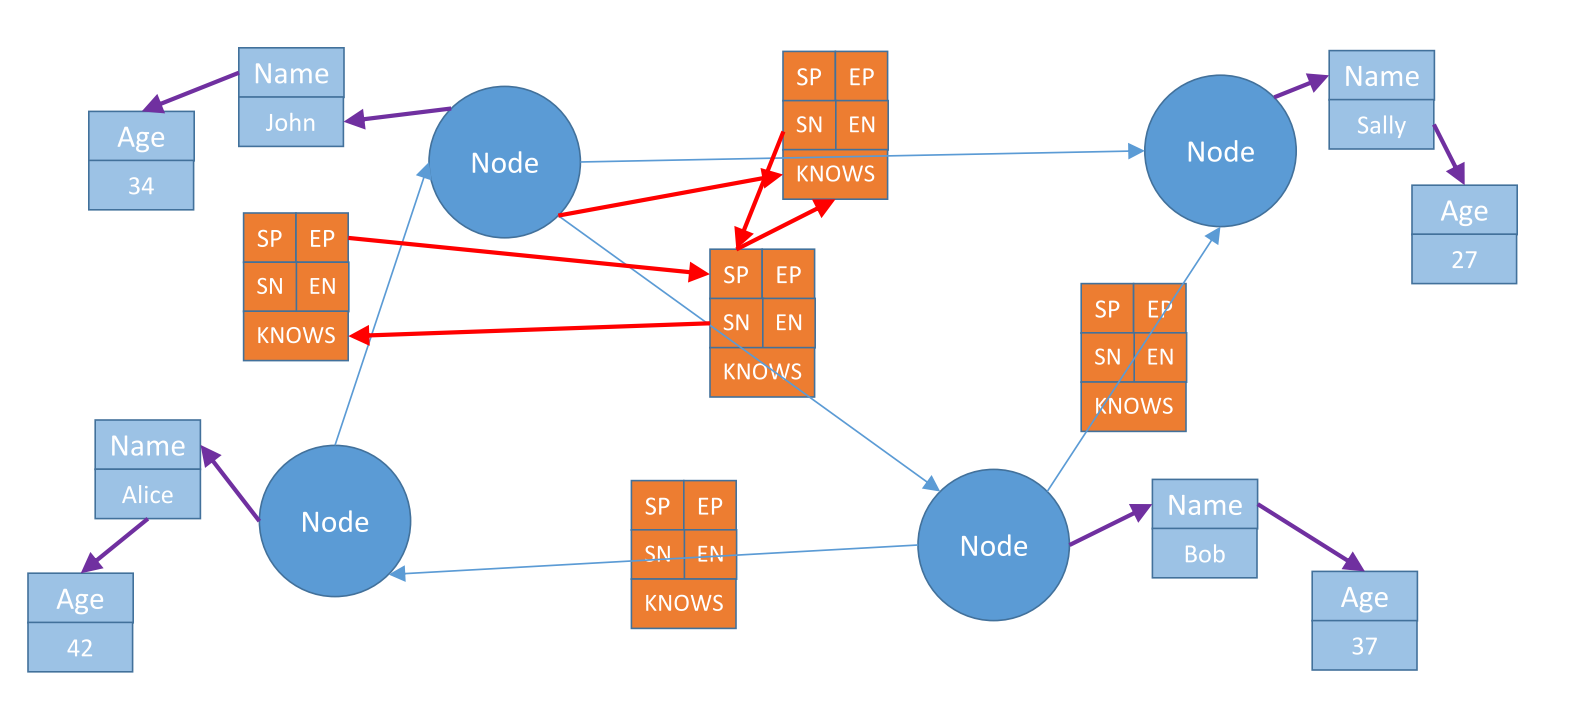 Name
John
Age
34
Node
SP EP
SN EN
KNOWS
Node
Name
Sally
Age
27
SP EP
SN EN
KNOWS
SP EP
SN EN
KNOWS
SP EP
SN EN
KNOWS
Name
Alice
Age
42
Node
SP EP
SN EN
KNOWS
Node
Name
Bob
Age
37